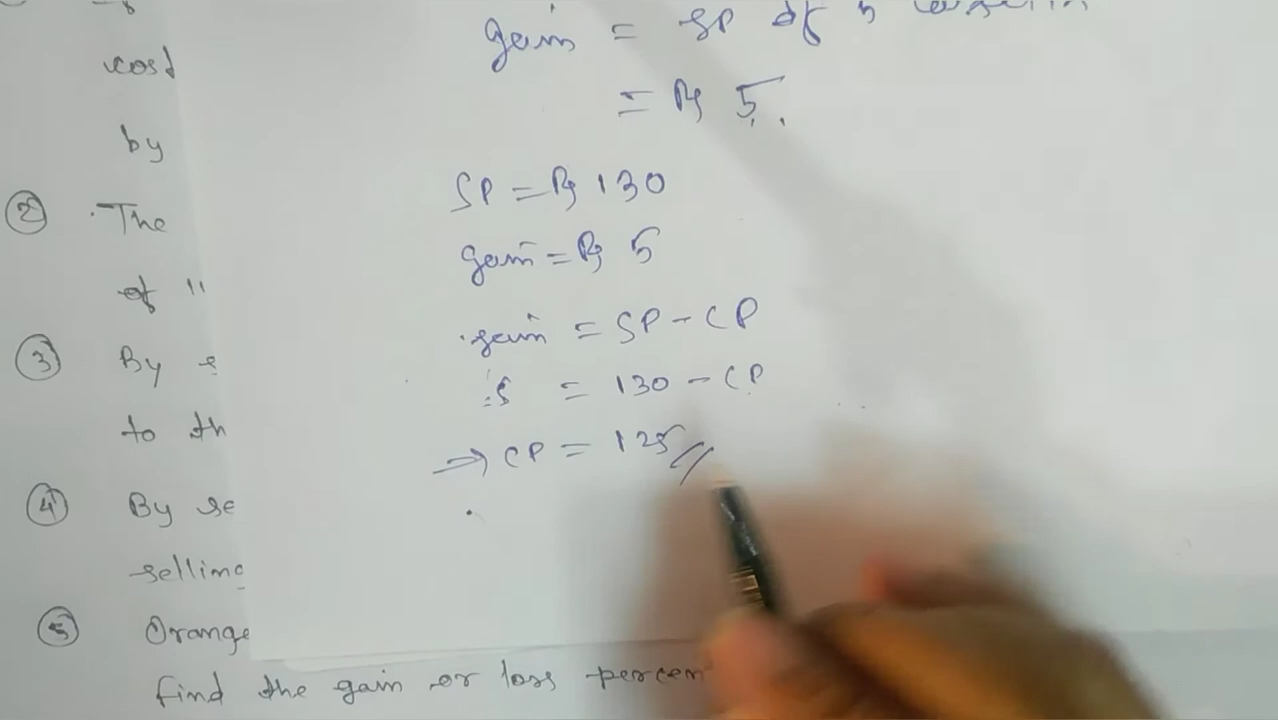 gain = SP of 5
= Rs 5.
SP = Rs 130
gain = Rs 5
gain = SP - CP
5 = 130 - CP
⇒ CP = 125//
cost
by
② The
of 11
③ By s
to th
④ By se
selling
⑤ Orange
find the gain or loss percen